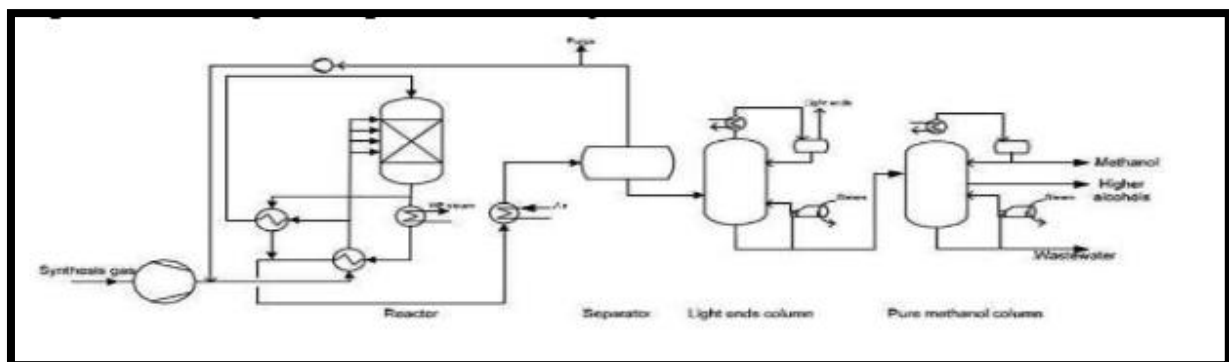 Purge
Light ends
Synthesis gas
HP steam
Air
Steam
Steam
Methanol
Higher
alcohols
Wastewater
Reactor
Separator
Light ends column
Pure methanol column